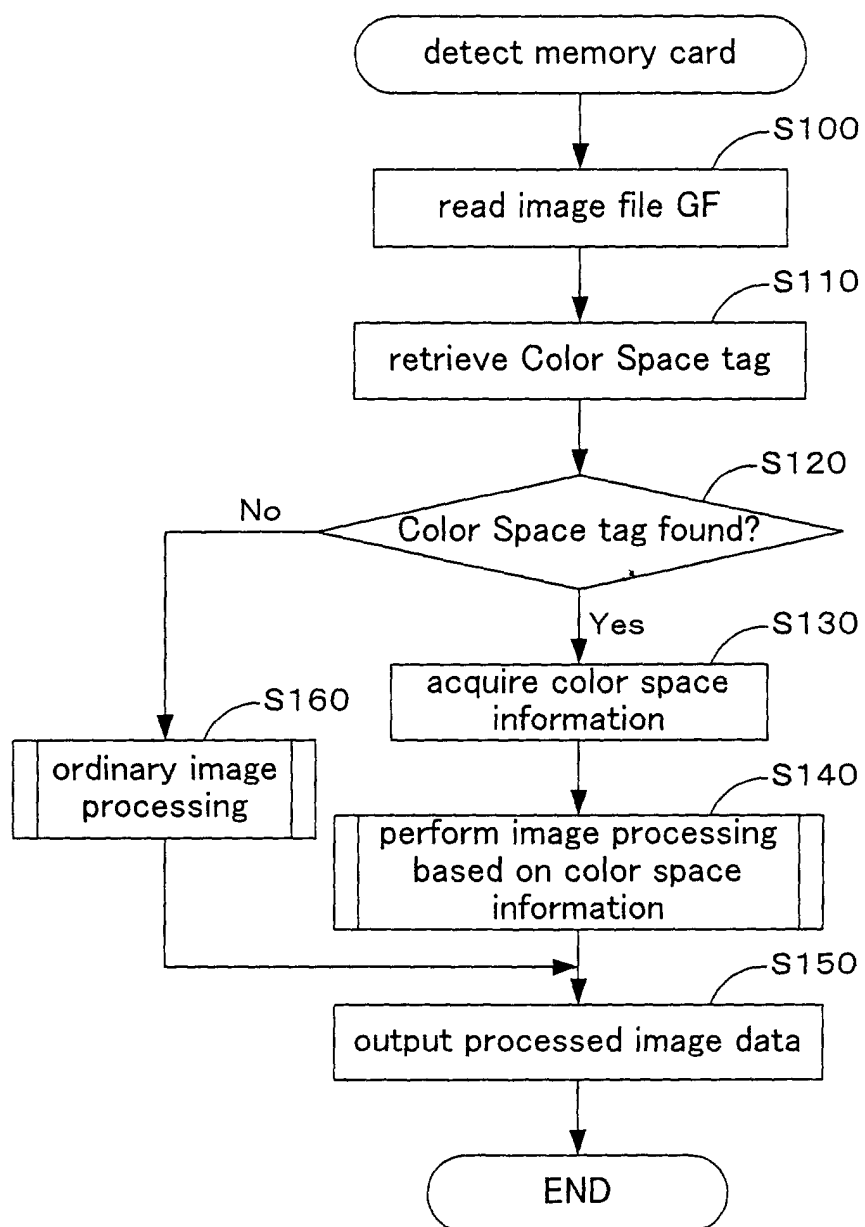 detect memory card
S100
read image file GF
S110
retrieve Color Space tag
S120
No
Color Space tag found?
Yes
S130
acquire color space
information
S160
ordinary image
processing
S140
perform image processing
based on color space
information
S150
output processed image data
END